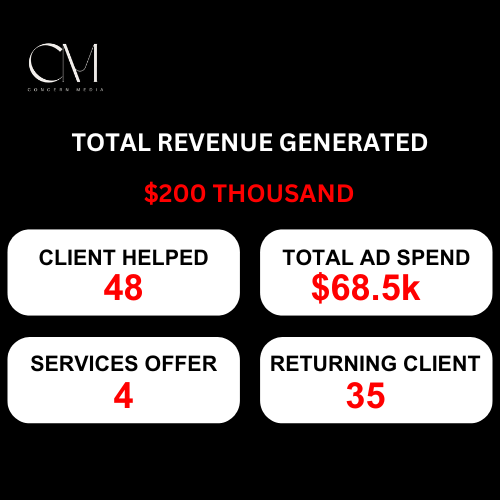 CM
CONCERN MEDIA
TOTAL REVENUE GENERATED
$200 THOUSAND
CLIENT HELPED
48
TOTAL AD SPEND
$68.5k
SERVICES OFFER
4
RETURNING CLIENT
35